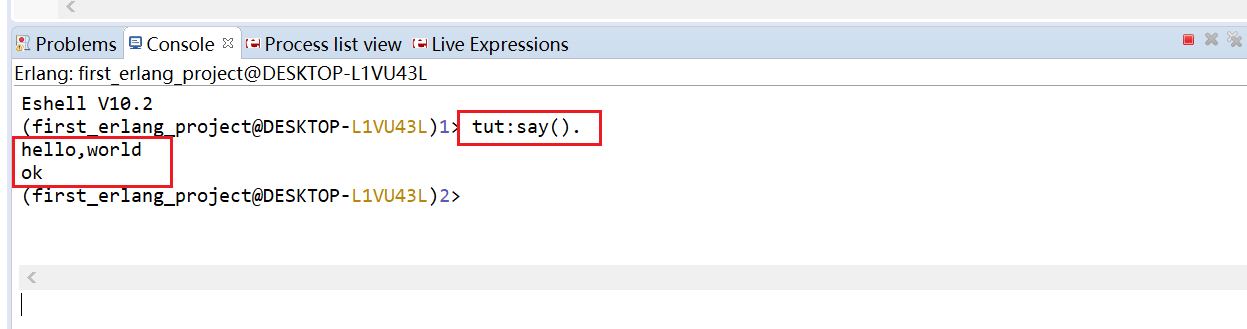 Problems Console Process list view Live Expressions
Erlang: first_erlang_project@DESKTOP-L1VU43L
Eshell V10.2
(first_erlang_project@DESKTOP-L1VU43L)1> tut:say().
hello,world
ok
(first_erlang_project@DESKTOP-L1VU43L)2>